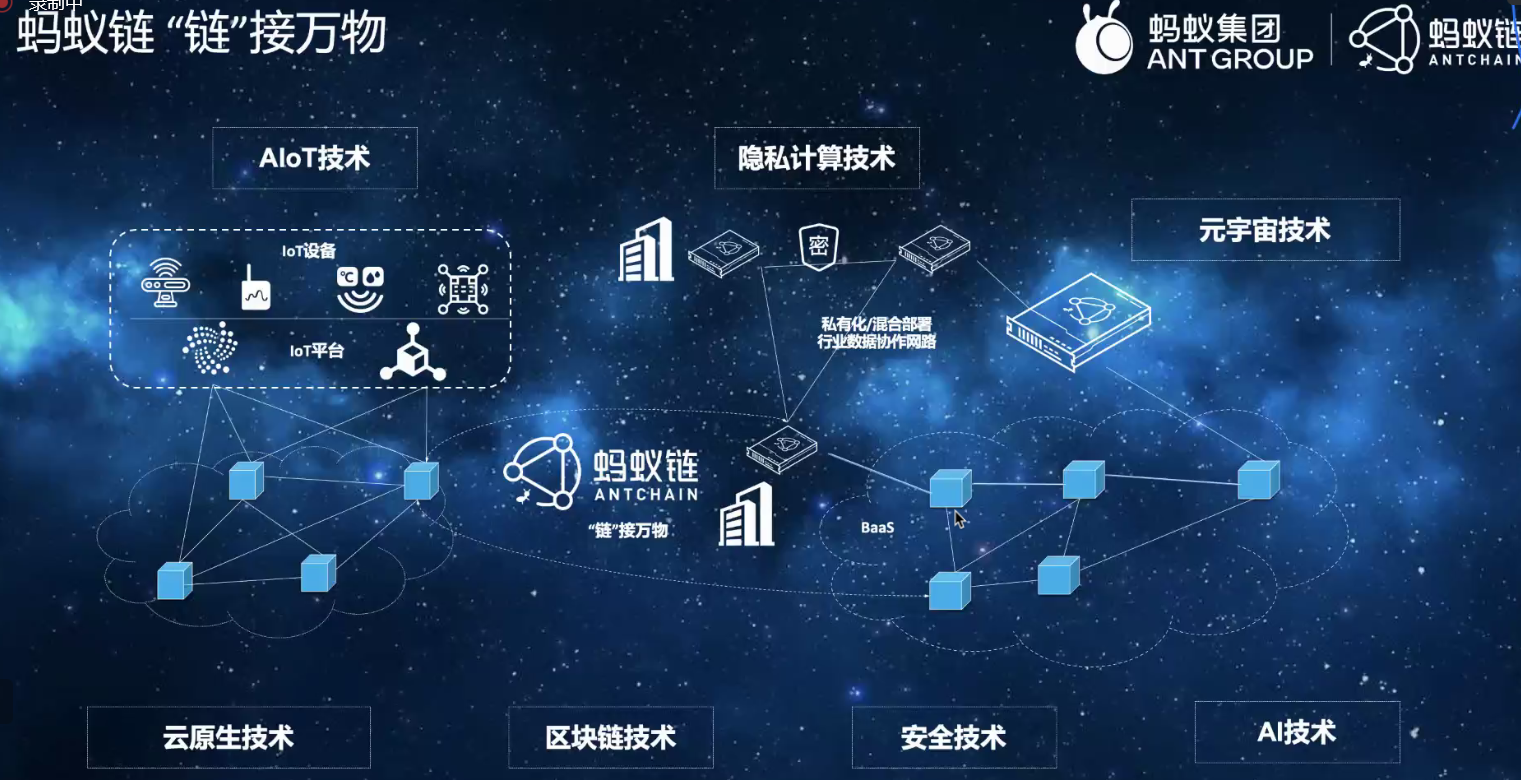 录制中
蚂蚁链 “链”接万物
蚂蚁集团
ANT GROUP
蚂蚁链
ANTCHAIN
AIoT技术
隐私计算技术
元宇宙技术
IoT设备
℃
密
IoT平台
私有化/混合部署
行业数据协作网路
蚂蚁链
ANTCHAIN
“链”接万物
BaaS
云原生技术
区块链技术
安全技术
AI技术